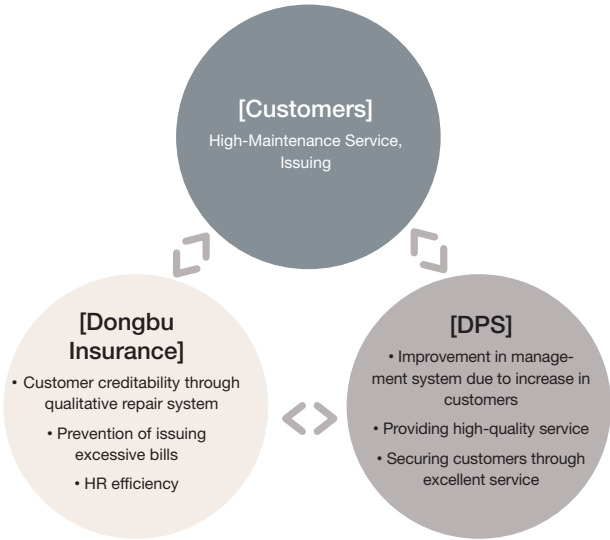 [Customers]
High-Maintenance Service,
Issuing
[Dongbu
Insurance]
• Customer creditability through
qualitative repair system
• Prevention of issuing
excessive bills
• HR efficiency
[DPS]
• Improvement in manage-
ment system due to increase in
customers
• Providing high-quality service
• Securing customers through
excellent service